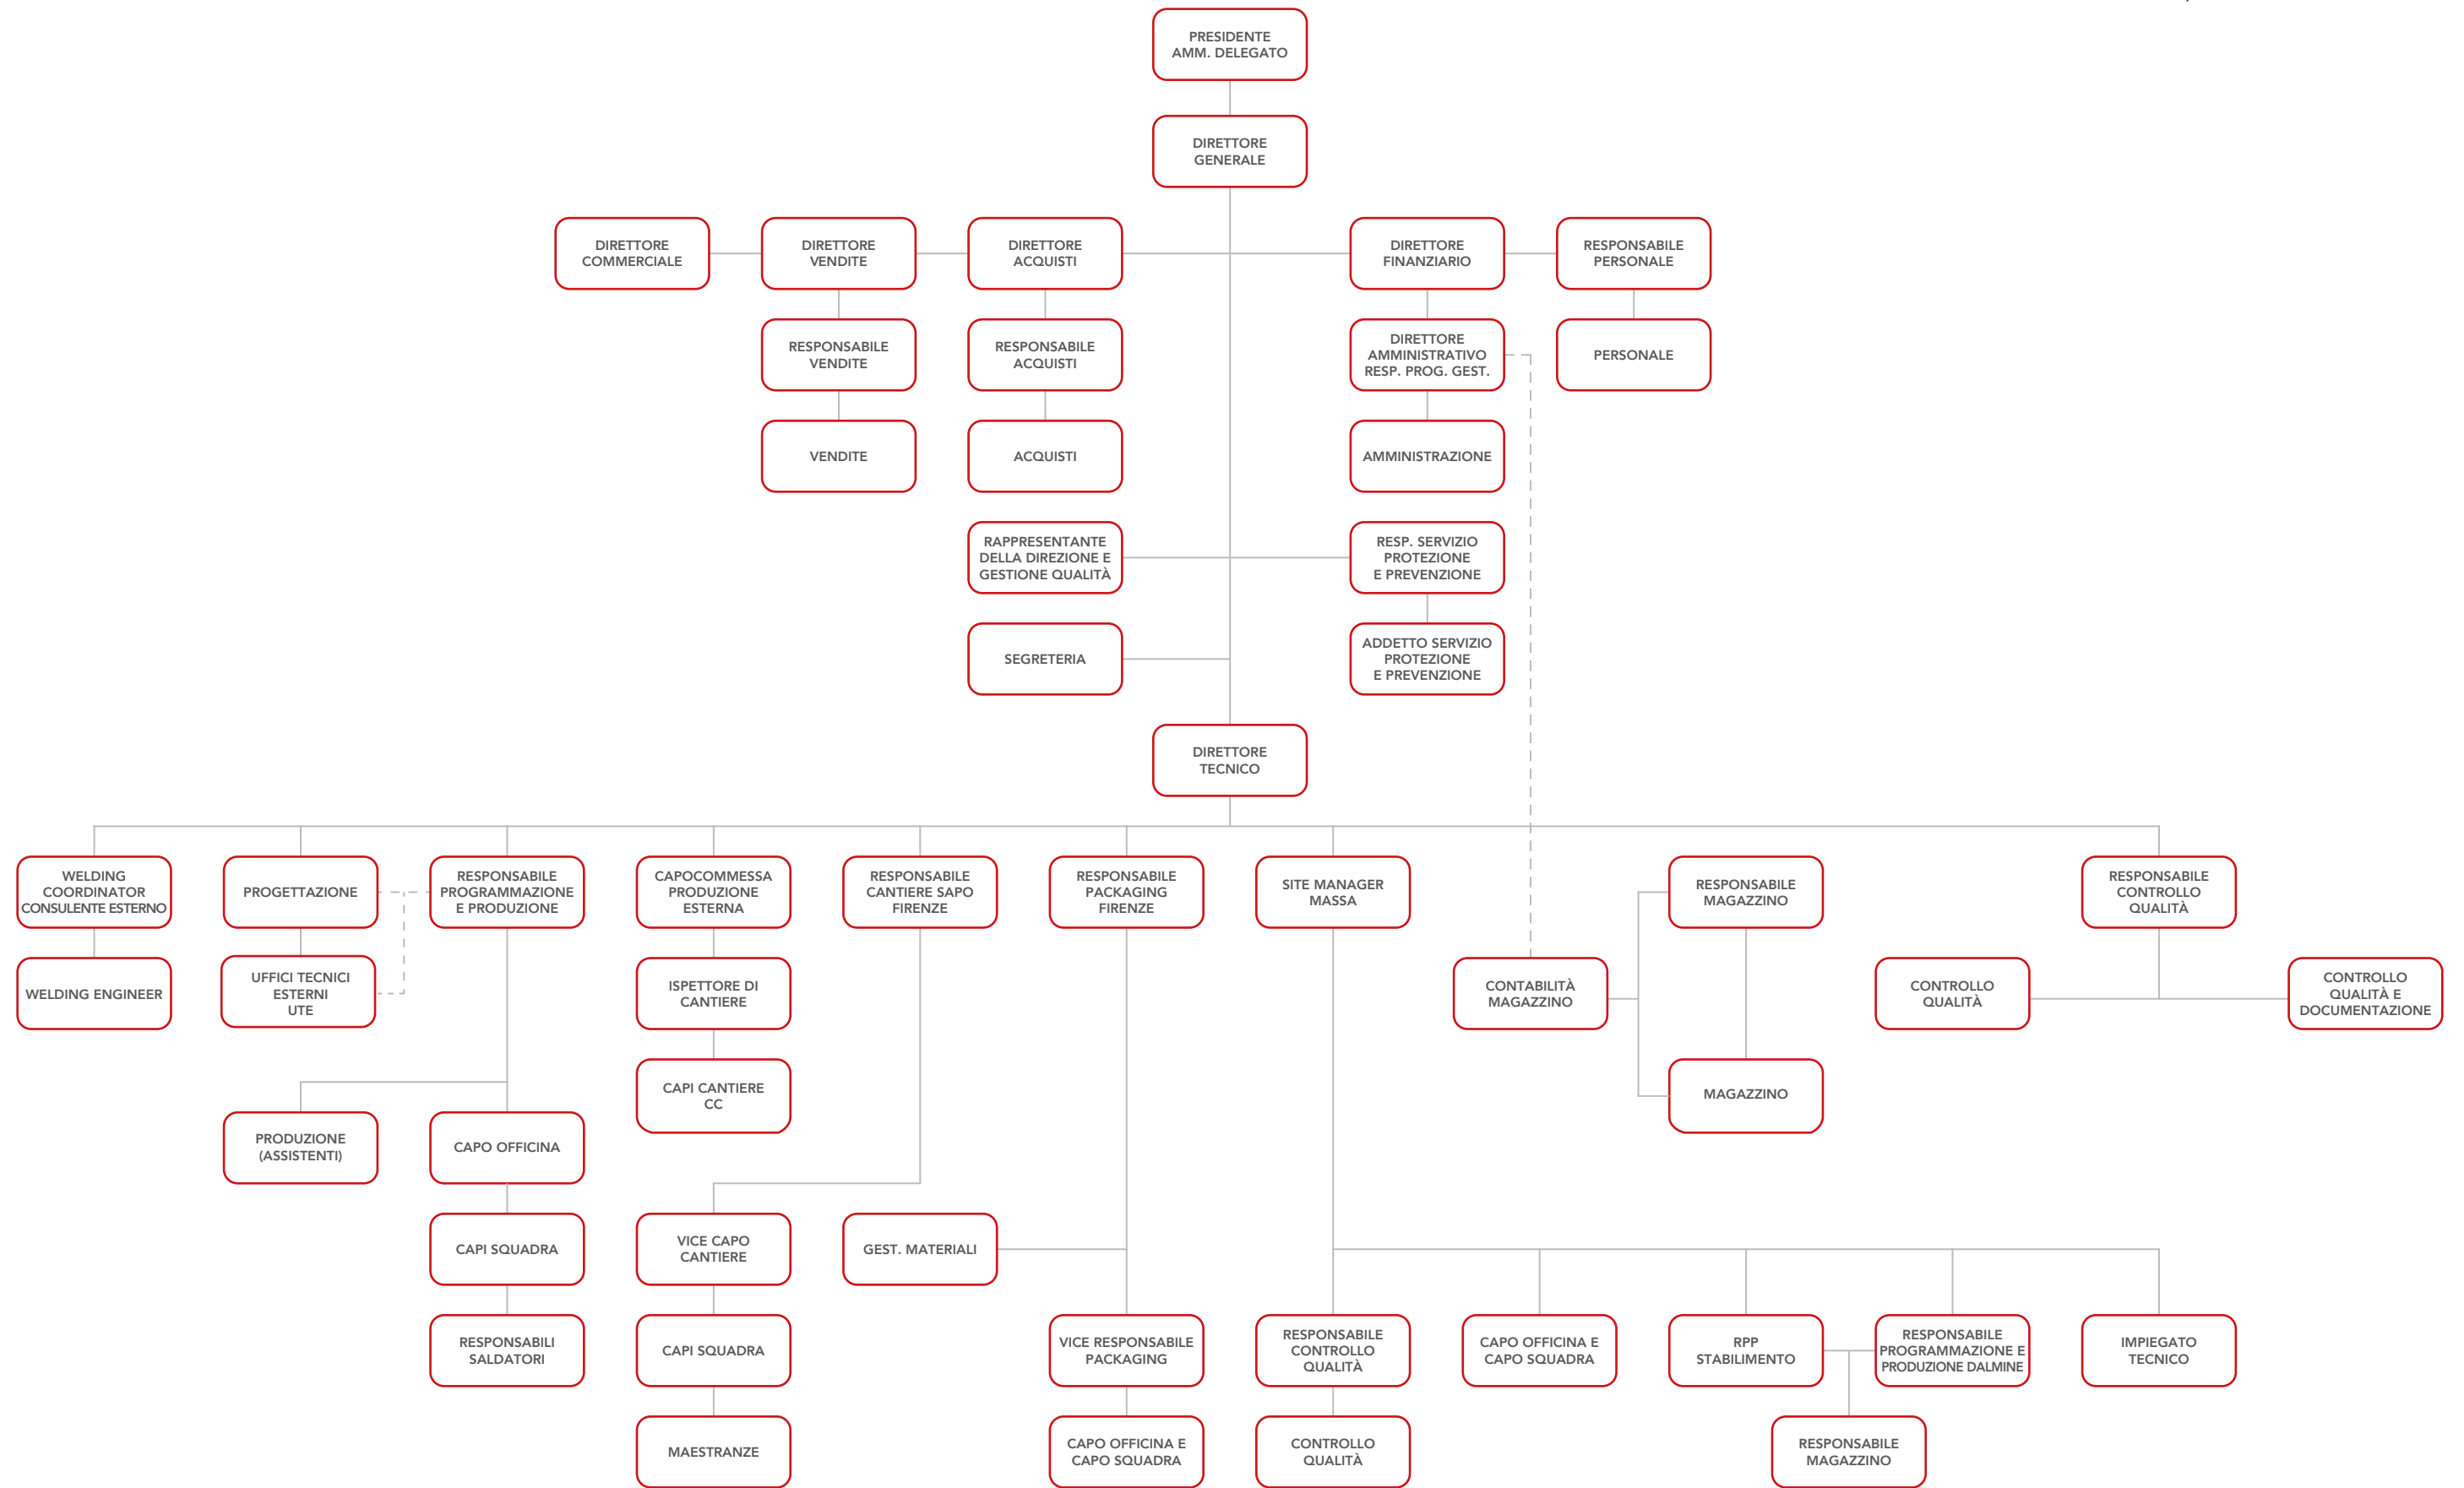 PRESIDENTE
AMM. DELEGATO
DIRETTORE
GENERALE
DIRETTORE
COMMERCIALE
DIRETTORE
VENDITE
DIRETTORE
ACQUISTI
DIRETTORE
FINANZIARIO
RESPONSABILE
PERSONALE
RESPONSABILE
VENDITE
RESPONSABILE
ACQUISTI
DIRETTORE
AMMINISTRATIVO
RESP. PROG. GEST.
PERSONALE
VENDITE
ACQUISTI
AMMINISTRAZIONE
RAPPRESENTANTE
DELLA DIREZIONE E
GESTIONE QUALITÀ
RESP. SERVIZIO
PROTEZIONE
E PREVENZIONE
SEGRETERIA
ADDETTO SERVIZIO
PROTEZIONE
E PREVENZIONE
DIRETTORE
TECNICO
WELDING
COORDINATOR
CONSULENTE ESTERNO
PROGETTAZIONE
RESPONSABILE
PROGRAMMAZIONE
E PRODUZIONE
CAPOCOMMESSA
PRODUZIONE
ESTERNA
RESPONSABILE
CANTIERE SAPO
FIRENZE
RESPONSABILE
PACKAGING
FIRENZE
SITE MANAGER
MASSA
RESPONSABILE
MAGAZZINO
RESPONSABILE
CONTROLLO
QUALITÀ
WELDING ENGINEER
UFFICI TECNICI
ESTERNI
UTE
ISPETTORE DI
CANTIERE
CONTABILITÀ
MAGAZZINO
CONTROLLO
QUALITÀ
CONTROLLO
QUALITÀ E
DOCUMENTAZIONE
CAPI CANTIERE
CC
MAGAZZINO
PRODUZIONE
(ASSISTENTI)
CAPO OFFICINA
CAPI SQUADRA
VICE CAPO
CANTIERE
GEST. MATERIALI
RESPONSABILI
SALDATORI
CAPI SQUADRA
VICE RESPONSABILE
PACKAGING
RESPONSABILE
CONTROLLO
QUALITÀ
CAPO OFFICINA E
CAPO SQUADRA
RPP
STABILIMENTO
RESPONSABILE
PROGRAMMAZIONE E
PRODUZIONE DALMINE
IMPIEGATO
TECNICO
MAESTRANZE
CAPO OFFICINA E
CAPO SQUADRA
CONTROLLO
QUALITÀ
RESPONSABILE
MAGAZZINO